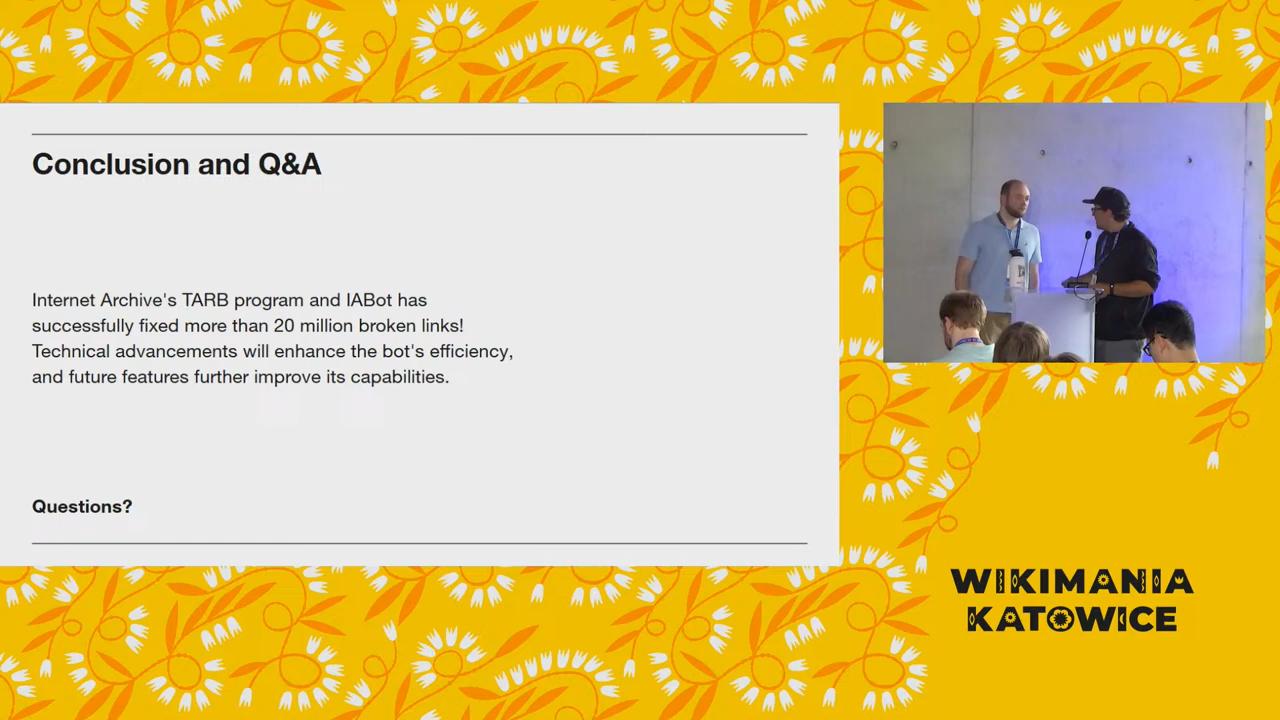 Conclusion and Q&A
Internet Archive's TARB program and IABot has
successfully fixed more than 20 million broken links!
Technical advancements will enhance the bot's efficiency,
and future features further improve its capabilities.
Questions?
WIKIMANIA
KATOWICE